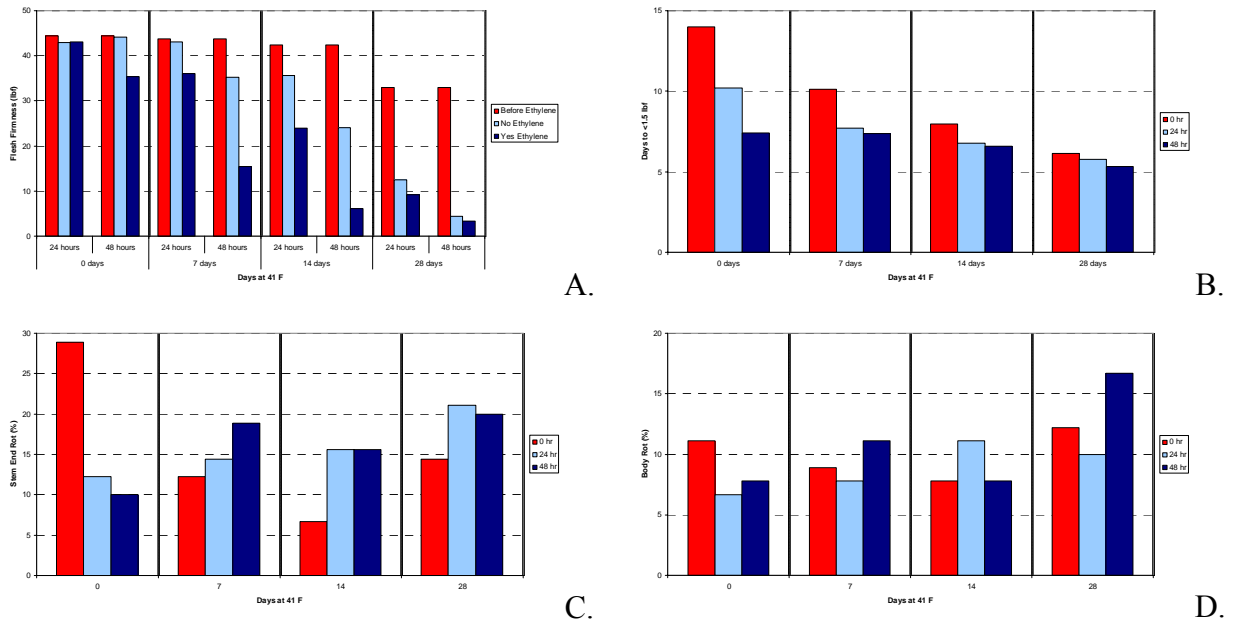 50
40
30
20
10
0
Flesh Firmness (lbf)
24 hours 48 hours 24 hours 48 hours 24 hours 48 hours 24 hours 48 hours
0 days 7 days 14 days 28 days
Days at 41 F
Before Ethylene
No Ethylene
Yes Ethylene
A.
15
10
5
0
Days to <1.5 lbf
0 days 7 days 14 days 28 days
Days at 41 F
0 hr
24 hr
48 hr
B.
30
25
20
15
10
5
0
Stem End Rot (%)
0 7 14 28
Days at 41 F
0 hr
24 hr
48 hr
C.
20
15
10
5
0
Body Rot (%)
0 7 14 28
Days at 41 F
0 hr
24 hr
48 hr
D.